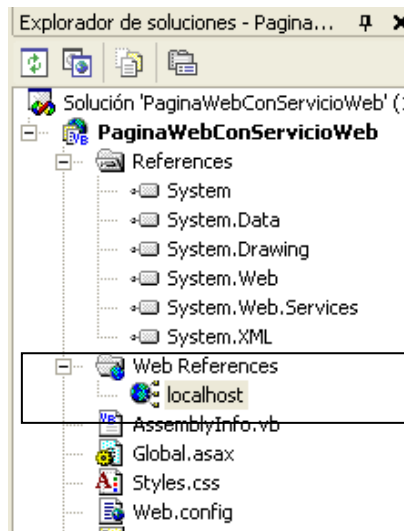 Explorador de soluciones - Pagina...
Solución 'PaginaWebConServicioWeb' (
PaginaWebConServicioWeb
References
System
System.Data
System.Drawing
System.Web
System.Web.Services
System.XML
Web References
localhost
AssemblyInfo.vb
Global.asax
Styles.css
Web.config